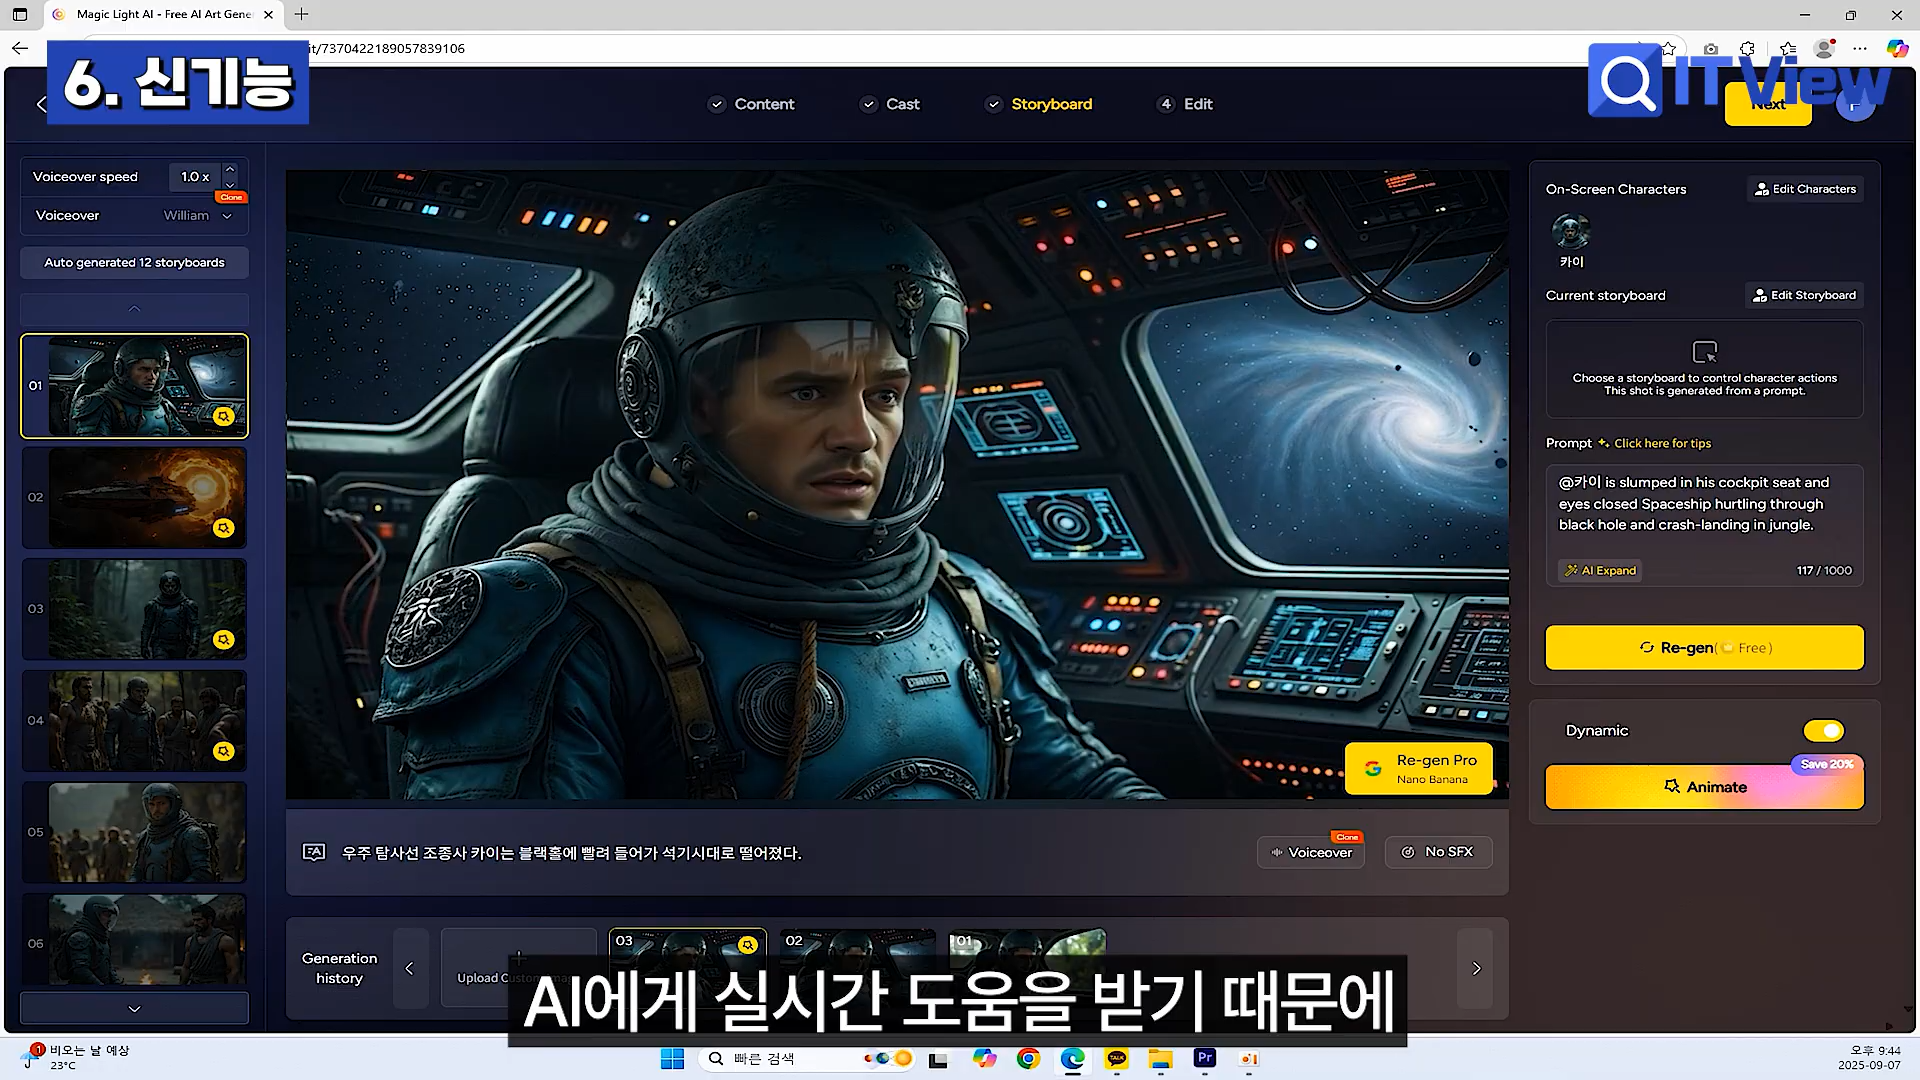 Magic Light AI - Free AI Art Gene
it/7370422189057839106
6. 신기능
ITView
Content
Cast
Storyboard
4 Edit
Next
Voiceover speed
1.0 x
Clone
Voiceover
William
Auto generated 12 storyboards
01
02
03
04
05
06
On-Screen Characters
Edit Characters
카이
Current storyboard
Edit Storyboard
Choose a storyboard to control character actions
This shot is generated from a prompt.
Prompt
Click here for tips
@카이 is slumped in his cockpit seat and
eyes closed Spaceship hurtling through
black hole and crash-landing in jungle.
AI Expand
117 / 1000
Re-gen( Free )
Dynamic
Save 20%
Animate
Re-gen Pro
Nano Banana
우주 탐사선 조종사 카이는 블랙홀에 빨려 들어가 석기시대로 떨어졌다.
Clone
Voiceover
No SFX
Generation
history
Upload
03
02
01
AI에게 실시간 도움을 받기 때문에
1
비오는 날 예상
23°C
빠른 검색
TALK
Pr
오후 9:44
2025-09-07